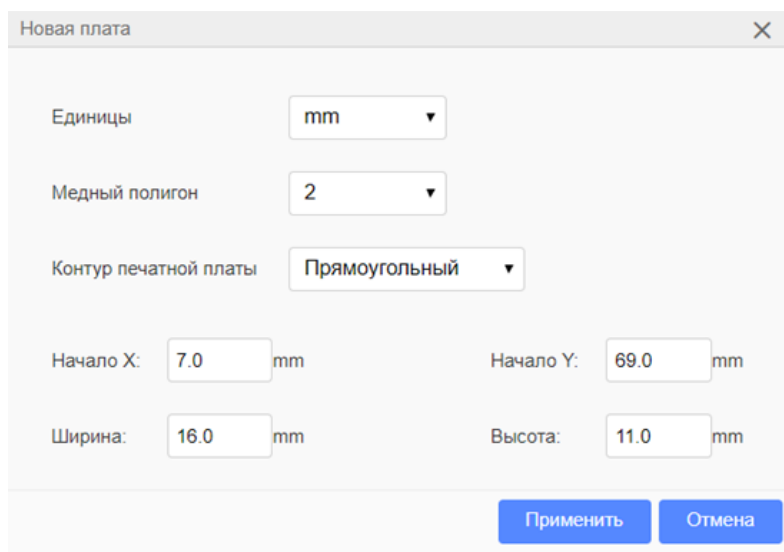 Новая плата
Единицы mm
Медный полигон 2
Контур печатной платы Прямоугольный
Начало X: 7.0 mm Начало Y: 69.0 mm
Ширина: 16.0 mm Высота: 11.0 mm
Применить Отмена